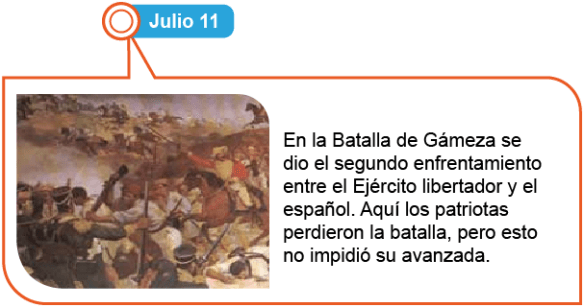 Julio 11
En la Batalla de Gámeza se
dio el segundo enfrentamiento
entre el Ejército libertador y el
español. Aquí los patriotas
perdieron la batalla, pero esto
no impidió su avanzada.